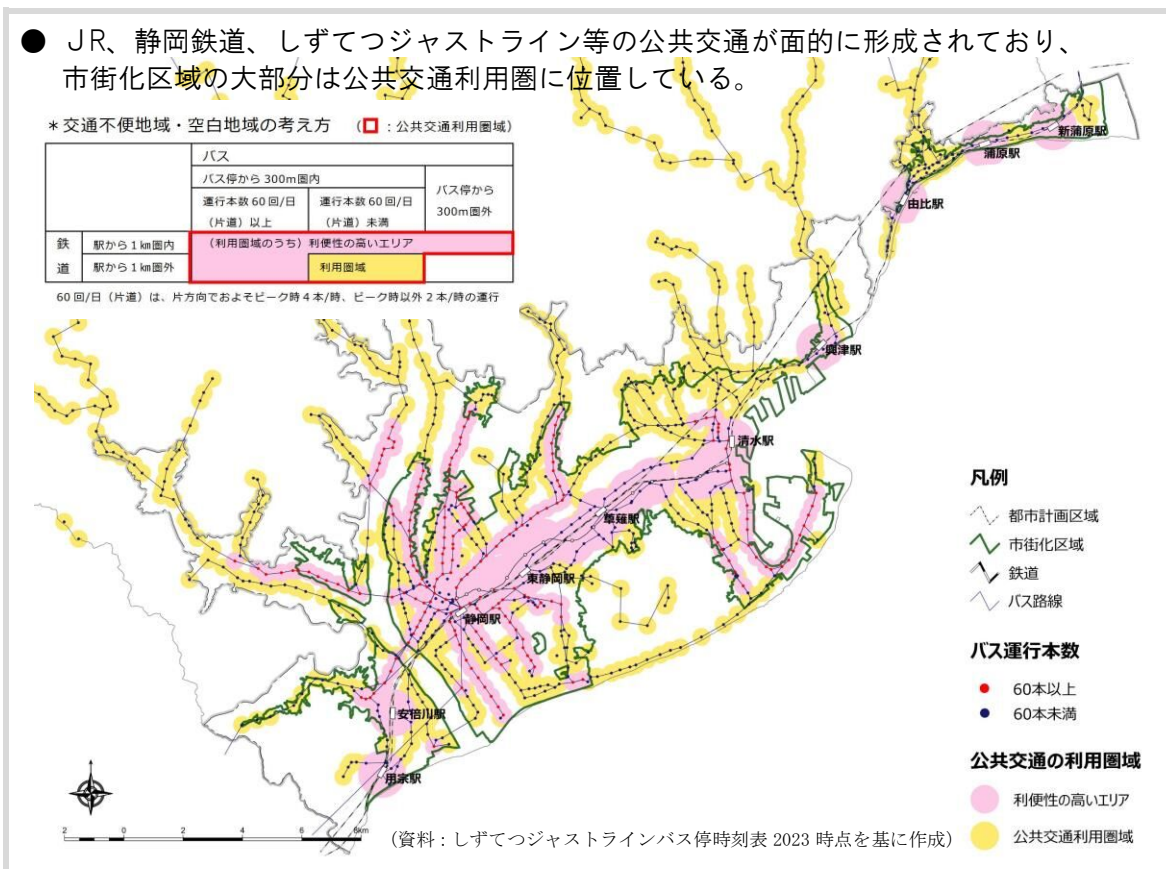 ● JR、静岡鉄道、しずてつジャストライン等の公共交通が面的に形成されており、
市街化区域の大部分は公共交通利用圏に位置している。
＊交通不便地域・空白地域の考え方 （ ：公共交通利用圏域）
バス
バス停から300m圏内
バス停から
300m圏外
運行本数60回/日
（片道）以上
運行本数60回/日
（片道）未満
鉄道
駅から1㎞圏内
（利用圏域のうち）利便性の高いエリア
駅から1㎞圏外
利用圏域
60回/日（片道）は、片方向でおよそピーク時4本/時、ピーク時以外2本/時の運行
新蒲原駅
蒲原駅
由比駅
興津駅
清水駅
草薙駅
東静岡駅
静岡駅
安倍川駅
用宗駅
凡例
都市計画区域
市街化区域
鉄道
バス路線
バス運行本数
60本以上
60本未満
公共交通の利用圏域
利便性の高いエリア
公共交通利用圏域
2 0 2 4 6 8km
（資料：しずてつジャストラインバス停時刻表 2023 時点を基に作成）